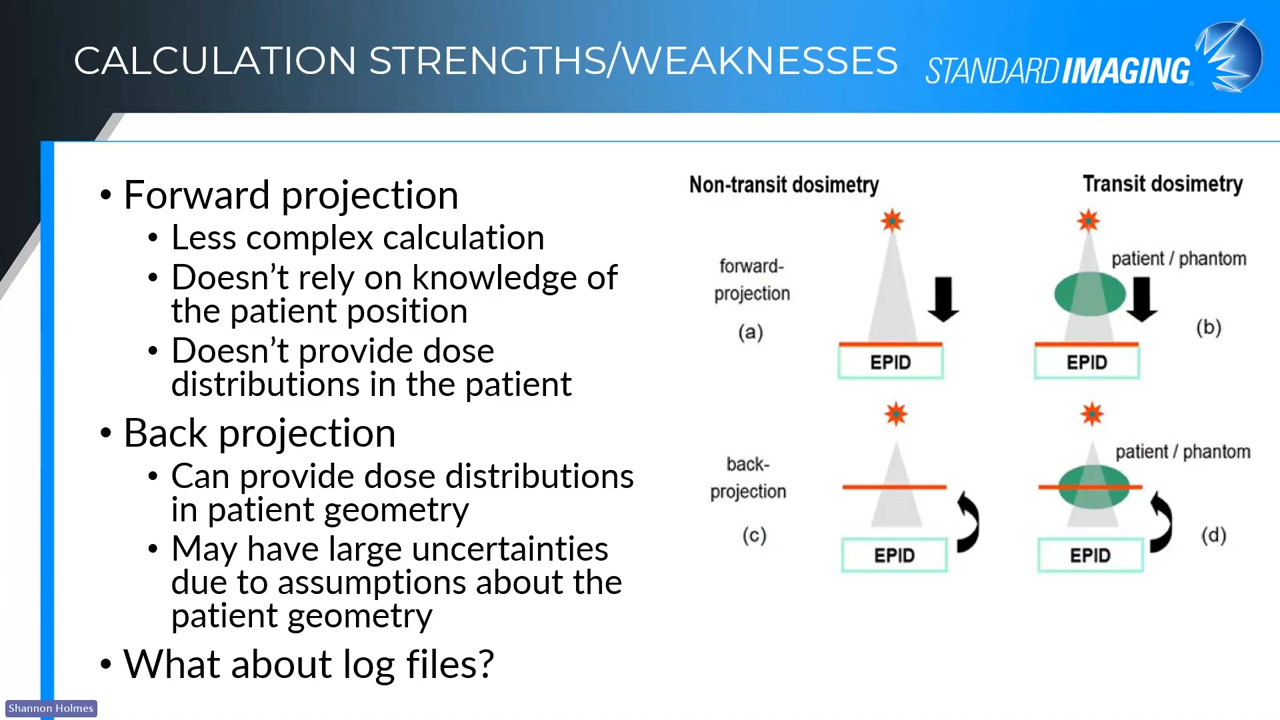 CALCULATION STRENGTHS/WEAKNESSES
STANDARD IMAGING
• Forward projection
• Less complex calculation
• Doesn’t rely on knowledge of
the patient position
• Doesn’t provide dose
distributions in the patient
• Back projection
• Can provide dose distributions
in patient geometry
• May have large uncertainties
due to assumptions about the
patient geometry
• What about log files?
Non-transit dosimetry
Transit dosimetry
forward-
projection
(a)
EPID
patient / phantom
(b)
EPID
back-
projection
(c)
EPID
patient / phantom
(d)
EPID
Shannon Holmes